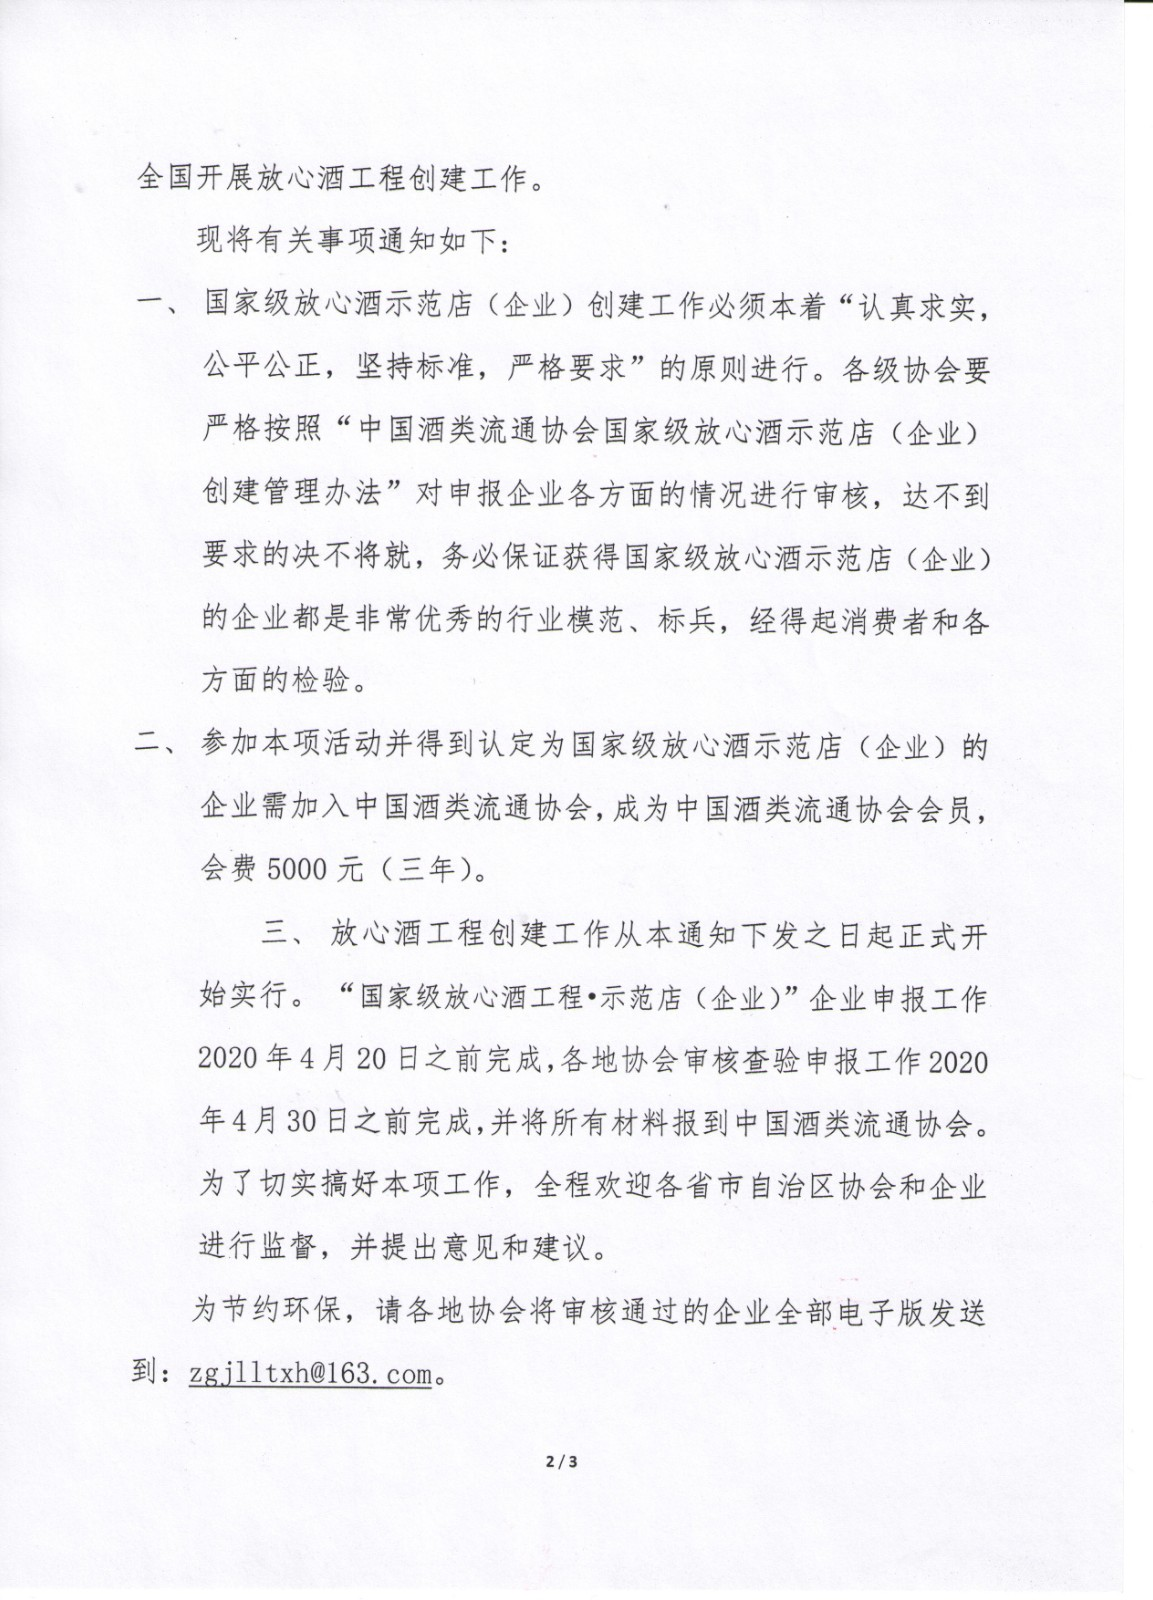 全国开展放心酒工程创建工作。
现将有关事项通知如下：
一、 国家级放心酒示范店（企业）创建工作必须本着“认真求实，
公平公正，坚持标准，严格要求”的原则进行。各级协会要
严格按照“中国酒类流通协会国家级放心酒示范店（企业）
创建管理办法”对申报企业各方面的情况进行审核，达不到
要求的决不将就，务必保证获得国家级放心酒示范店（企业）
的企业都是非常优秀的行业模范、标兵，经得起消费者和各
方面的检验。
二、 参加本项活动并得到认定为国家级放心酒示范店（企业）的
企业需加入中国酒类流通协会，成为中国酒类流通协会会员，
会费 5000 元（三年）。
三、 放心酒工程创建工作从本通知下发之日起正式开
始实行。 “国家级放心酒工程•示范店（企业）”企业申报工作
2020 年 4 月 20 日之前完成，各地协会审核查验申报工作 2020
年 4 月 30 日之前完成，并将所有材料报到中国酒类流通协会。
为了切实搞好本项工作，全程欢迎各省市自治区协会和企业
进行监督，并提出意见和建议。
为节约环保，请各地协会将审核通过的企业全部电子版发送
到：zgjlltxh@163.com。
2 / 3